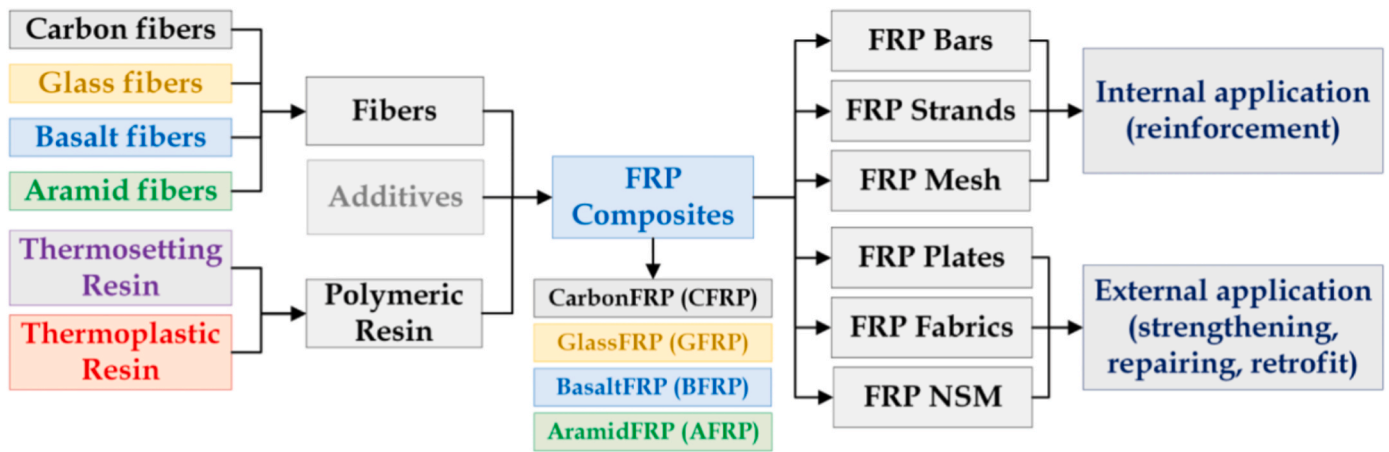 Carbon fibers
Glass fibers
Basalt fibers
Aramid fibers
Thermosetting
Resin
Thermoplastic
Resin
Fibers
Additives
Polymeric
Resin
FRP
Composites
CarbonFRP (CFRP)
GlassFRP (GFRP)
BasaltFRP (BFRP)
AramidFRP (AFRP)
FRP Bars
FRP Strands
FRP Mesh
FRP Plates
FRP Fabrics
FRP NSM
Internal application
(reinforcement)
External application
(strengthening,
repairing, retrofit)